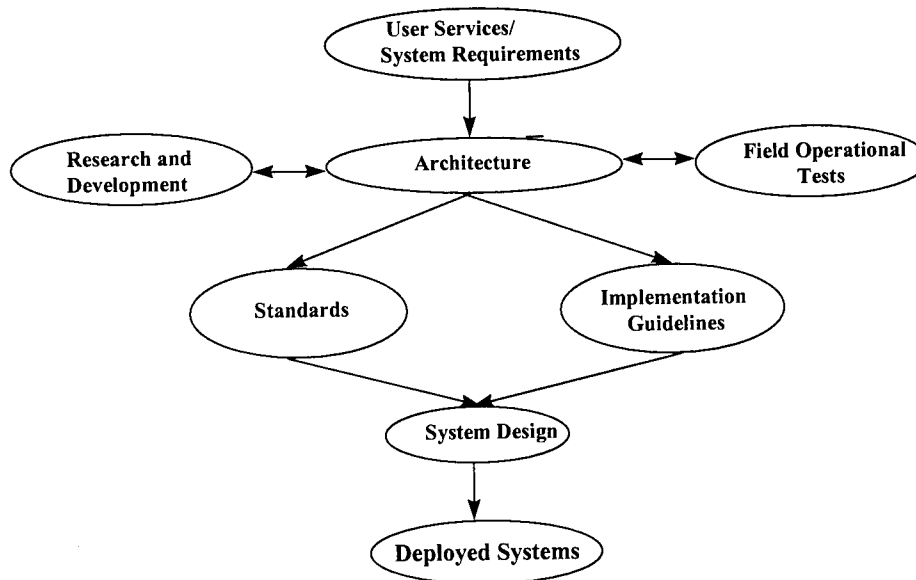 User Services/
System Requirements
Research and
Development
Architecture
Field Operational
Tests
Standards
Implementation
Guidelines
System Design
Deployed Systems